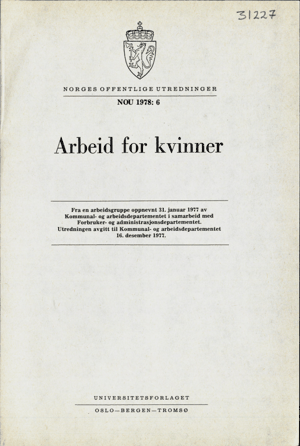 31227
NORGES OFFENTLIGE UTREDNINGER
NOU 1978: 6
Arbeid for kvinner
Fra en arbeidsgruppe oppnevnt 31. januar 1977 av
Kommunal- og arbeidsdepartementet i samarbeid med
Forbruker- og administrasjonsdepartementet.
Utredningen avgitt til Kommunal- og arbeidsdepartementet
16. desember 1977.
UNIVERSITETSFORLAGET
OSLO—BERGEN—TROMSØ